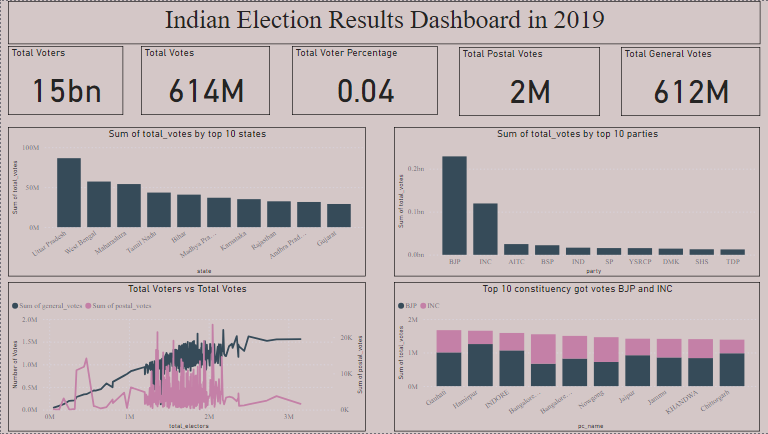 Indian Election Results Dashboard in 2019
Total Voters
15bn
Total Votes
614M
Total Voter Percentage
0.04
Total Postal Votes
2M
Total General Votes
612M
Sum of total_votes by top 10 states
Sum of total_votes
100M
50M
0M
Uttar Pradesh
West Bengal
Maharashtra
Tamil Nadu
Bihar
Madhya Pra...
Karnataka
Rajasthan
Andhra Prad...
Gujarat
state
Sum of total_votes by top 10 parties
Sum of total_votes
0.2bn
0.1bn
0.0bn
BJP
INC
AITC
BSP
IND
SP
YSRCP
DMK
SHS
TDP
party
Total Voters vs Total Votes
Sum of general_votes
Sum of postal_votes
Number of Votes
2.0M
1.5M
1.0M
0.5M
0.0M
20K
10K
0K
Sum of postal_votes
0M
1M
2M
3M
total_electors
Top 10 constituency got votes BJP and INC
BJP
INC
Sum of total_votes
2M
1M
0M
Gauhati
Hamirpur
INDORE
Bangalore...
Bangalore...
Nowgong
Jaipur
Jammu
KHANDWA
Chittorgarh
pc_name